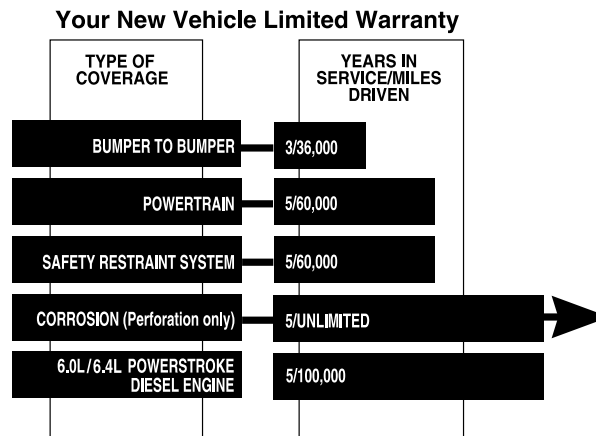 Your New Vehicle Limited Warranty
TYPE OF
COVERAGE
YEARS IN
SERVICE/MILES
DRIVEN
BUMPER TO BUMPER
3/36,000
POWERTRAIN
5/60,000
SAFETY RESTRAINT SYSTEM
5/60,000
CORROSION (Perforation only)
5/UNLIMITED
6.0L/6.4L POWERSTROKE
DIESEL ENGINE
5/100,000